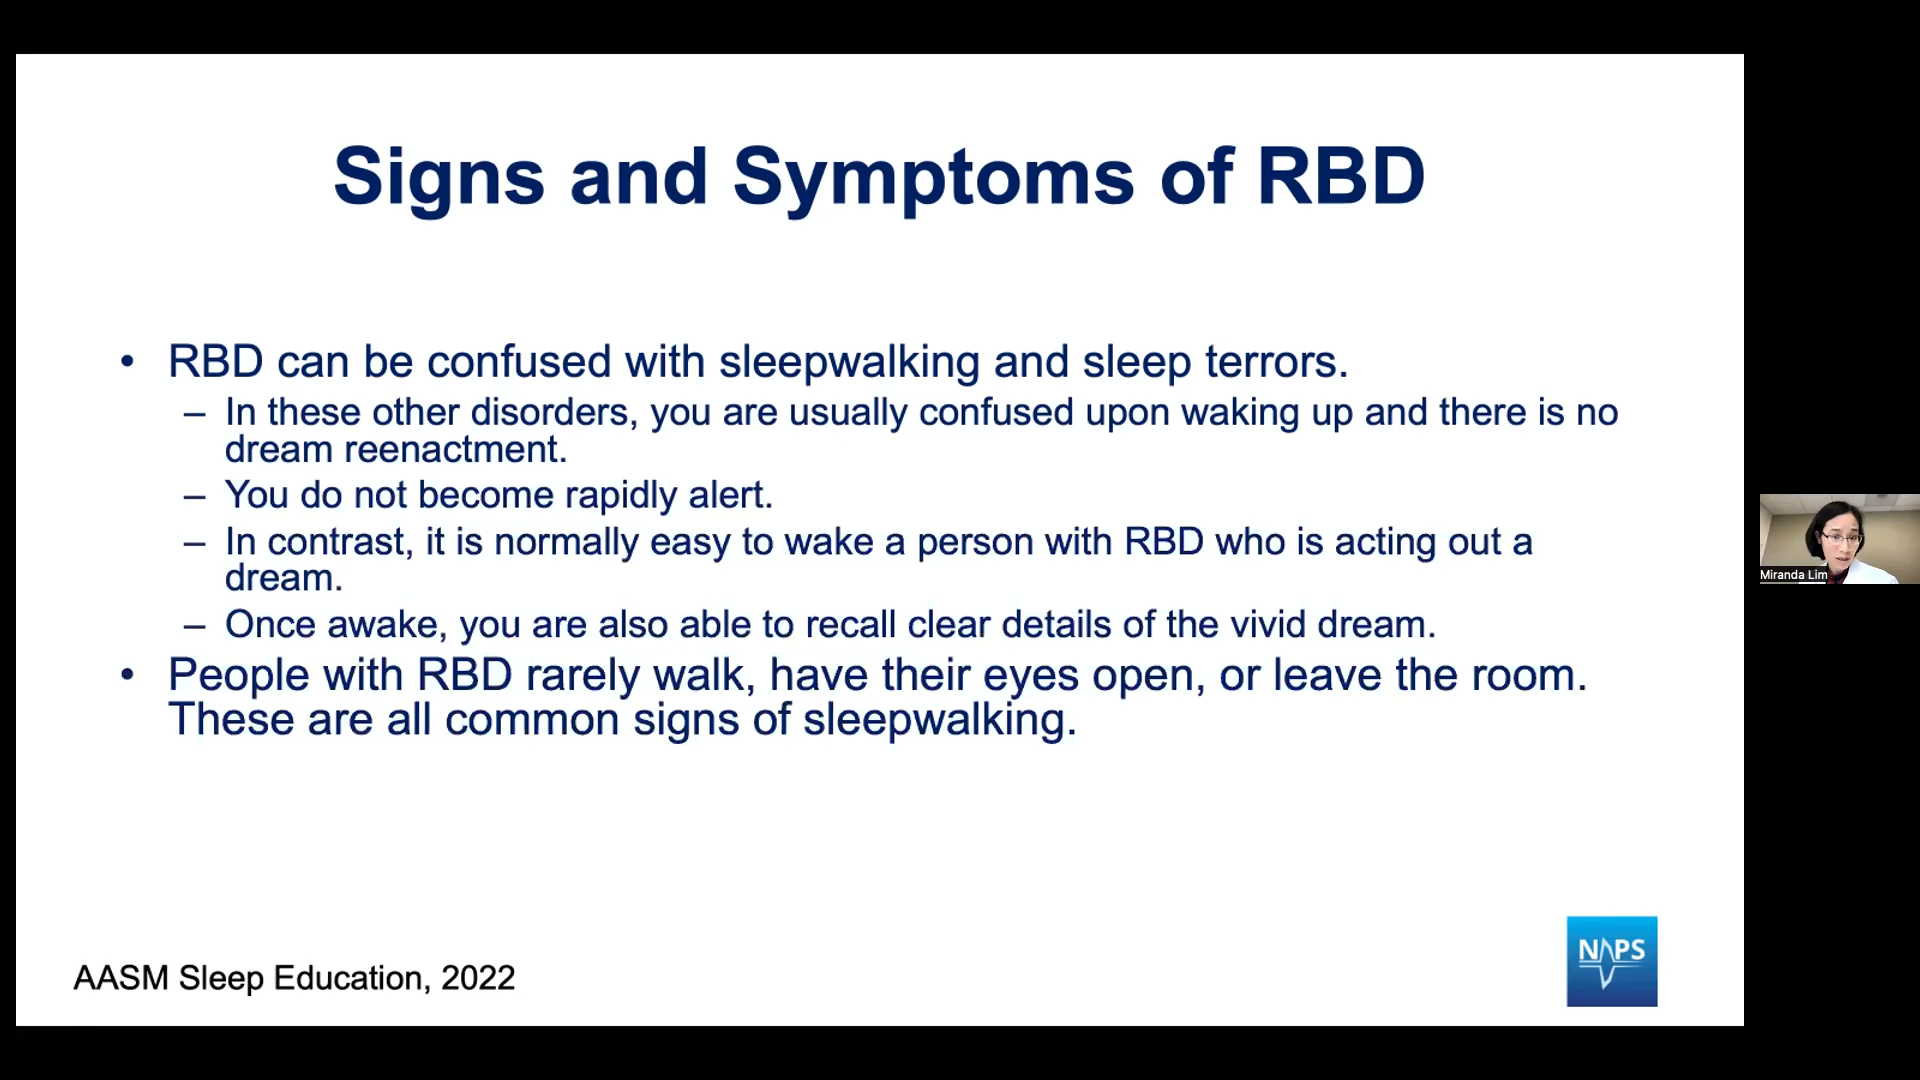 Signs and Symptoms of RBD
• RBD can be confused with sleepwalking and sleep terrors.
– In these other disorders, you are usually confused upon waking up and there is no
dream reenactment.
– You do not become rapidly alert.
– In contrast, it is normally easy to wake a person with RBD who is acting out a
dream.
– Once awake, you are also able to recall clear details of the vivid dream.
• People with RBD rarely walk, have their eyes open, or leave the room.
These are all common signs of sleepwalking.
Miranda Lim
NAPS
AASM Sleep Education, 2022